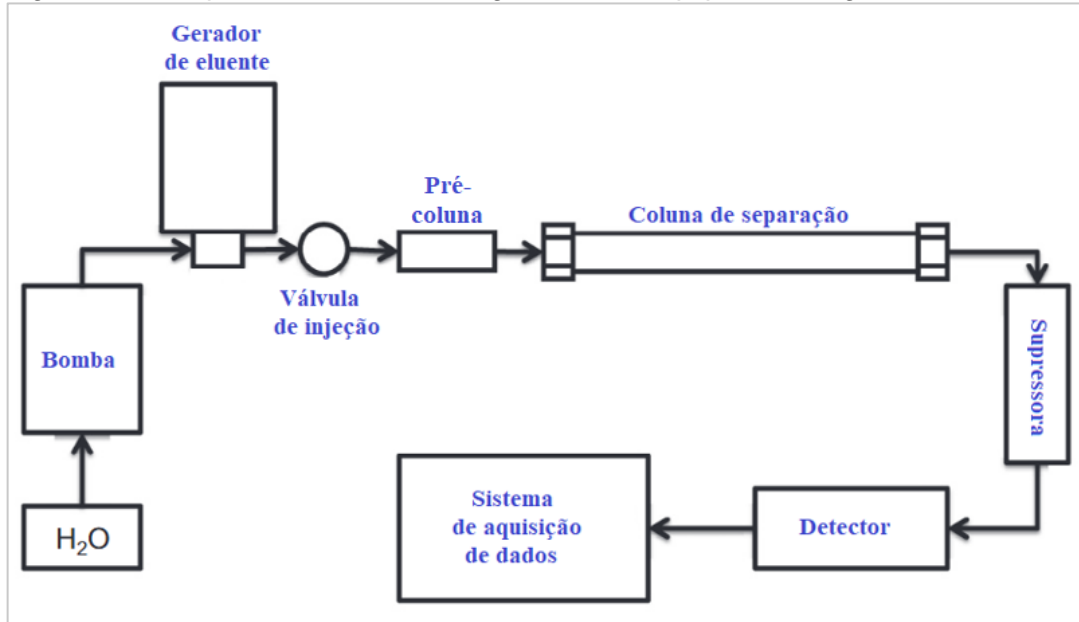 Gerador
de eluente
Pré-
coluna
Coluna de separação
Válvula
de injeção
Bomba
Supressora
H₂O
Sistema
de aquisição
de dados
Detector